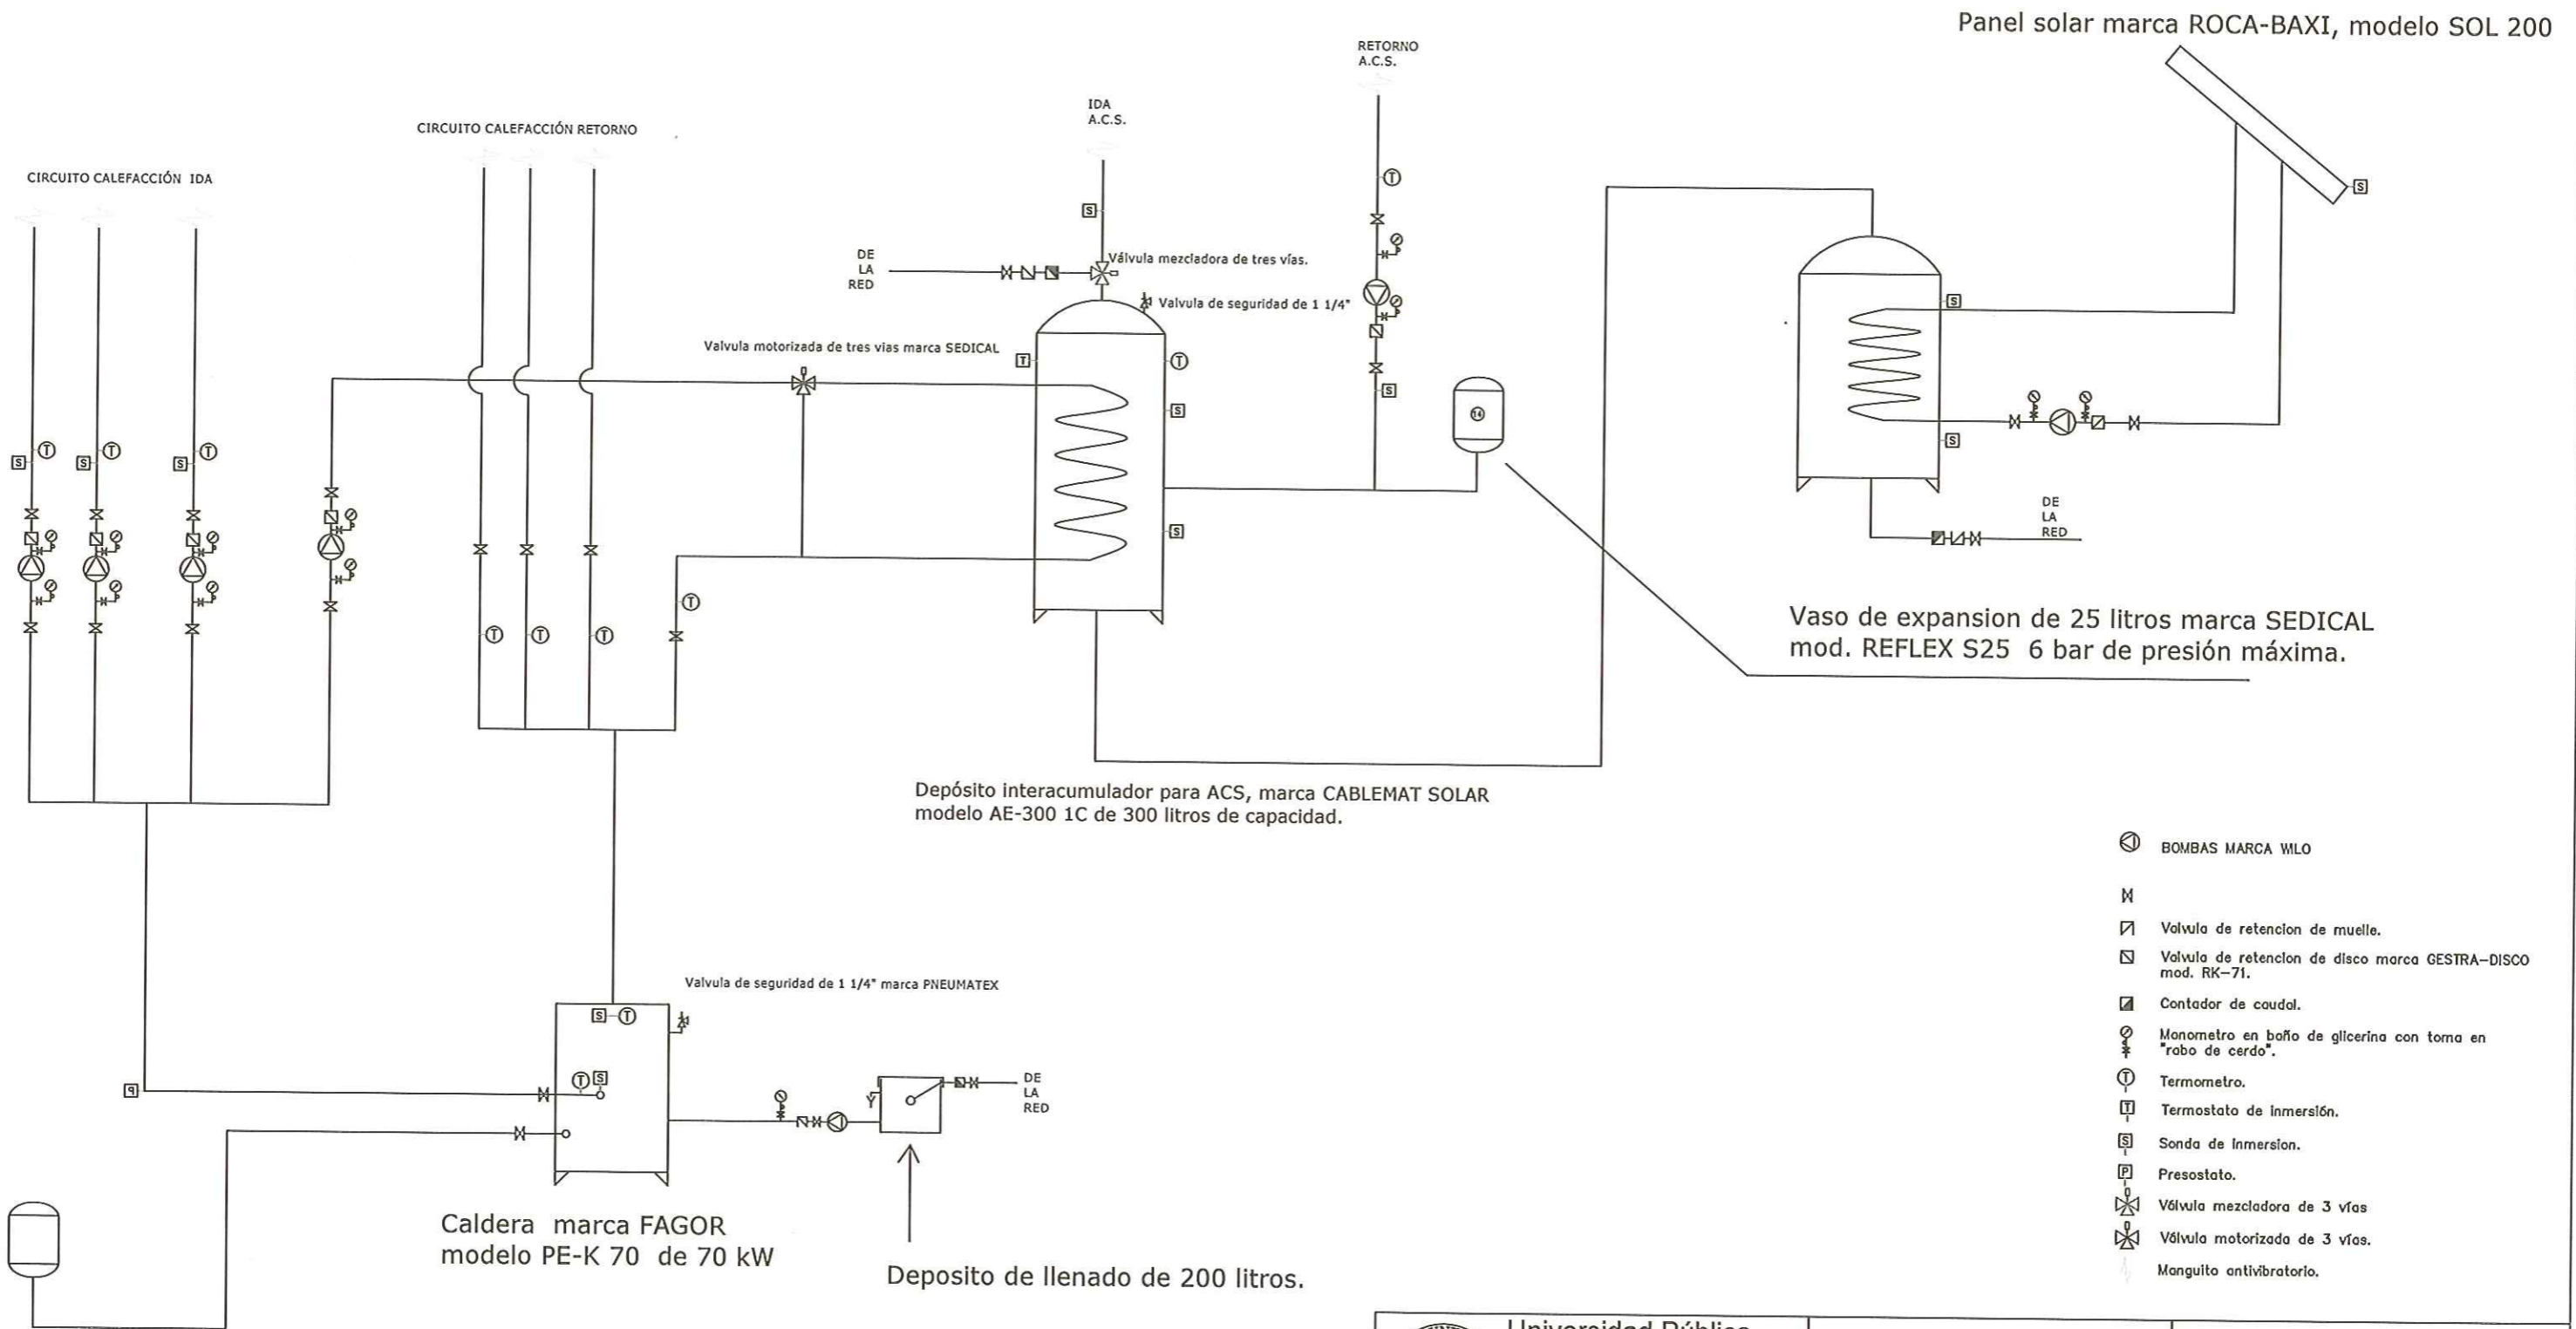 Panel solar marca ROCA-BAXI, modelo SOL 200
RETORNO
A.C.S.
IDA
A.C.S.
CIRCUITO CALEFACCIÓN RETORNO
CIRCUITO CALEFACCIÓN IDA
S
T
S
DE
LA
RED
Válvula mezcladora de tres vías.
Valvula de seguridad de 1 1/4"
S
Valvula motorizada de tres vias marca SEDICAL
T
T
S
S
14
S
T
S
T
S
T
S
S
DE
LA
RED
T
T
T
T
Vaso de expansion de 25 litros marca SEDICAL
mod. REFLEX S25 6 bar de presión máxima.
Depósito interacumulador para ACS, marca CABLEMAT SOLAR
modelo AE-300 1C de 300 litros de capacidad.
BOMBAS MARCA WILO
Valvula de retencion de muelle.
Valvula de retencion de disco marca GESTRA-DISCO
mod. RK-71.
Contador de caudal.
Manometro en baño de glicerina con toma en
"rabo de cerdo".
T Termometro.
T Termostato de inmersión.
S Sonda de inmersion.
P Presostato.
Válvula mezcladora de 3 vías
Válvula motorizada de 3 vías.
Manguito antivibratorio.
Valvula de seguridad de 1 1/4" marca PNEUMATEX
S T
T S
DE
LA
RED
Caldera marca FAGOR
modelo PE-K 70 de 70 kW
Deposito de llenado de 200 litros.
Universidad Pública